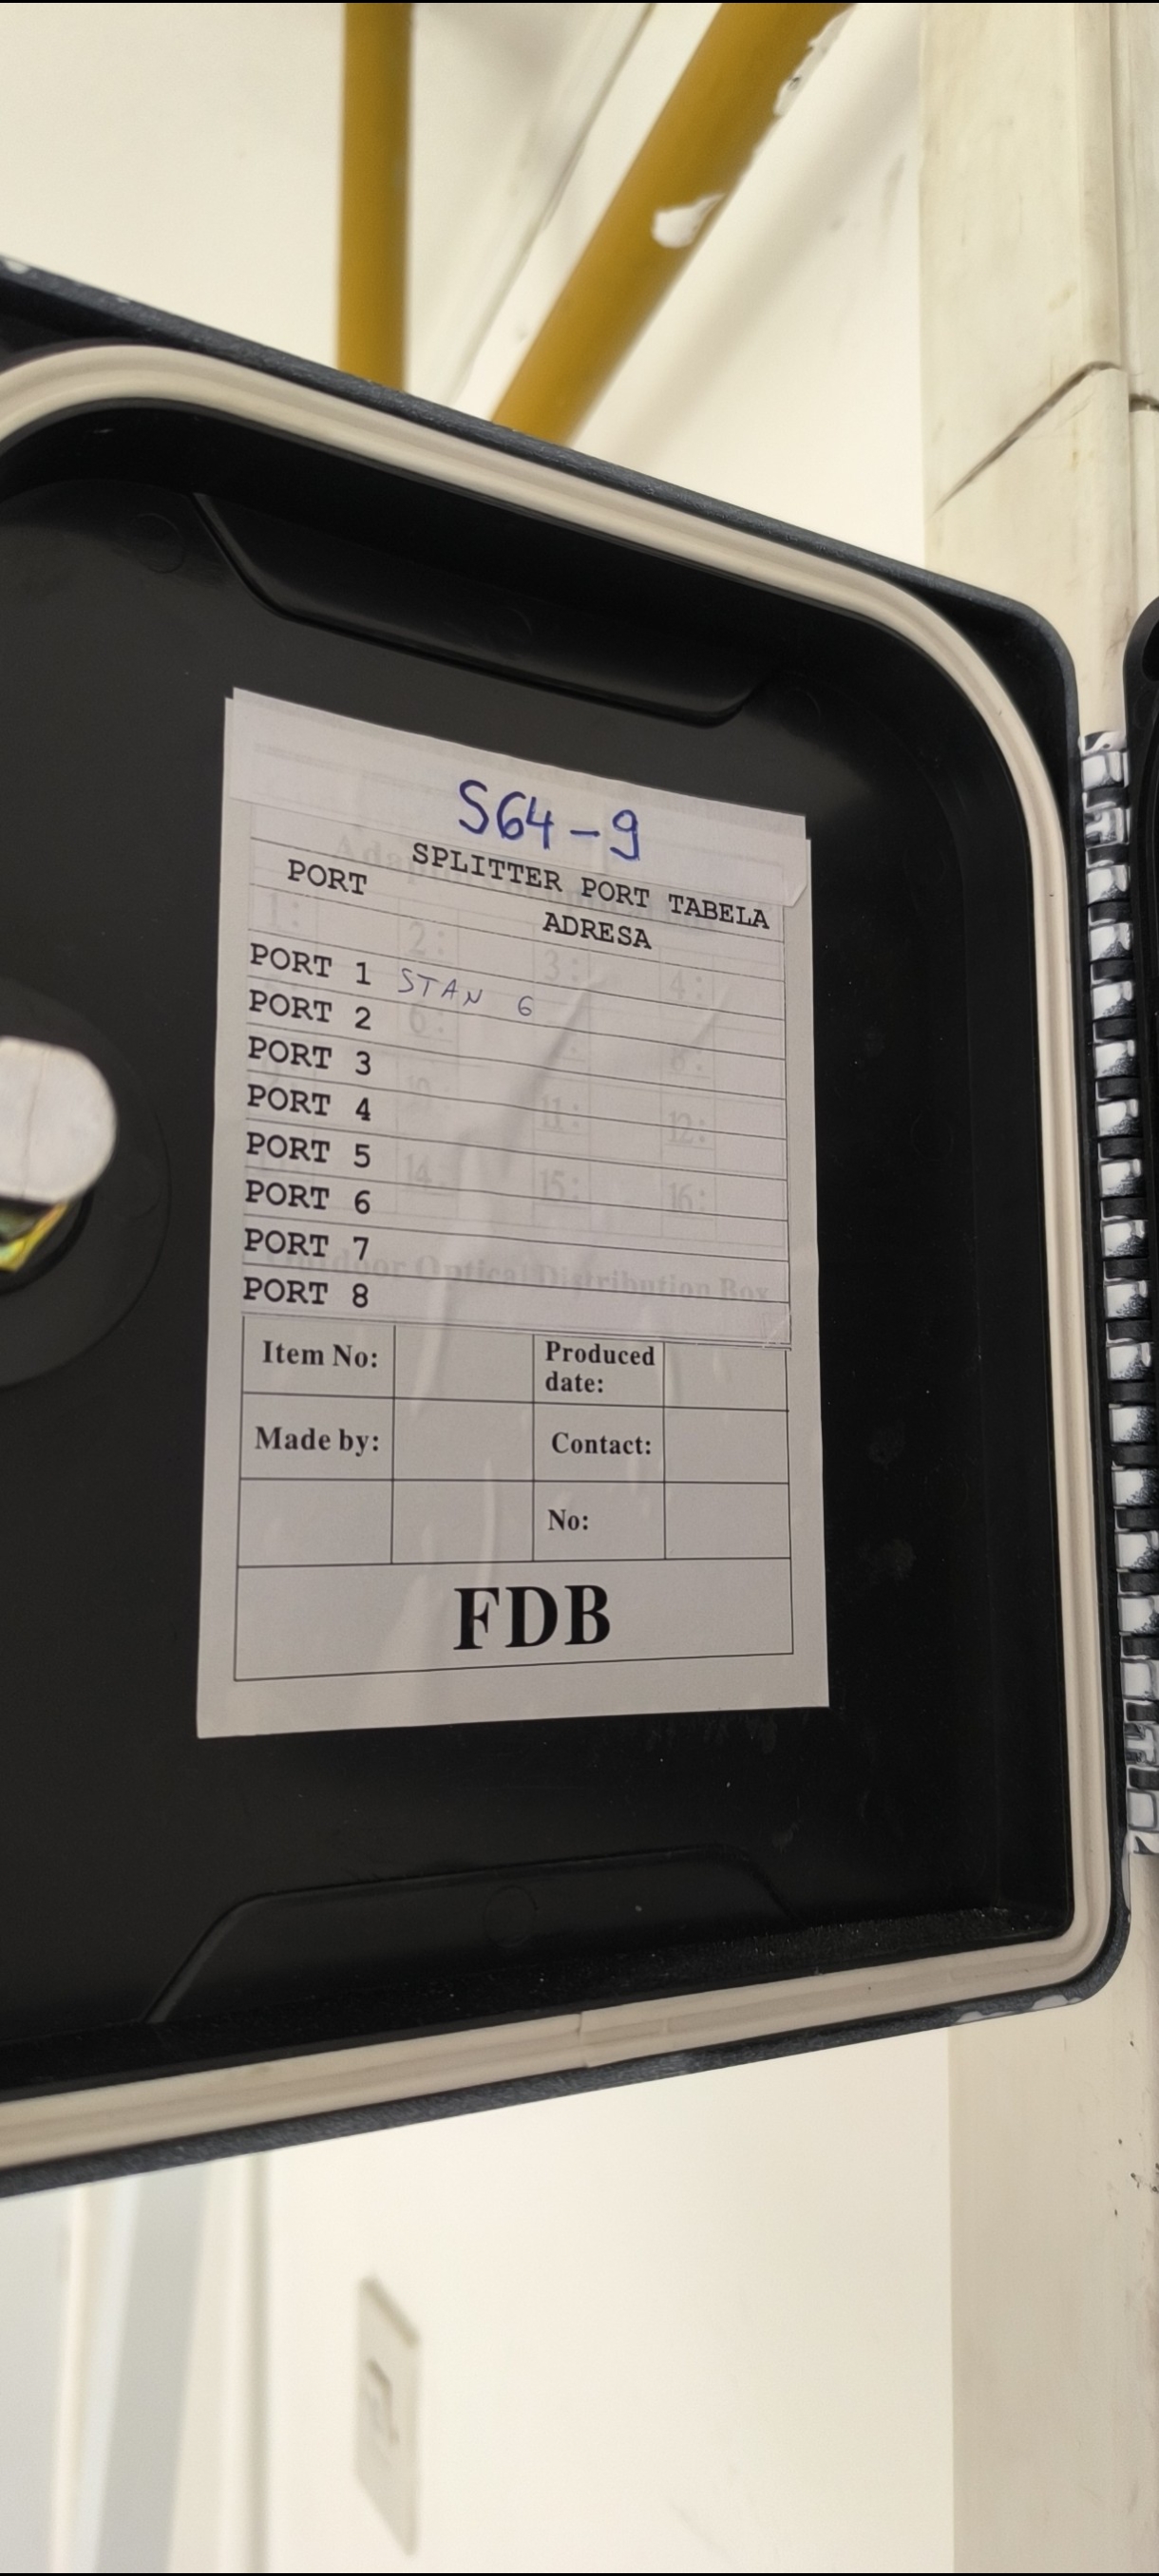 S64-9
SPLITTER PORT TABELA
PORT ADRESA
PORT 1 STAN 6
PORT 2
PORT 3
PORT 4
PORT 5
PORT 6
PORT 7
PORT 8
Item No: Produced date:
Made by: Contact:
No:
FDB